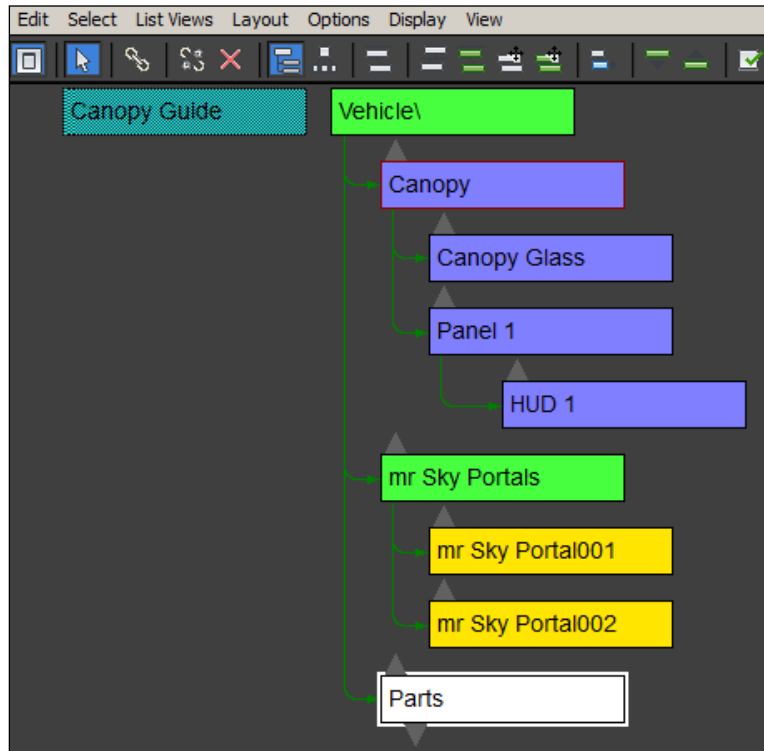 Edit Select List Views Layout Options Display View
Canopy Guide Vehicle\
Canopy
Canopy Glass
Panel 1
HUD 1
mr Sky Portals
mr Sky Portal001
mr Sky Portal002
Parts